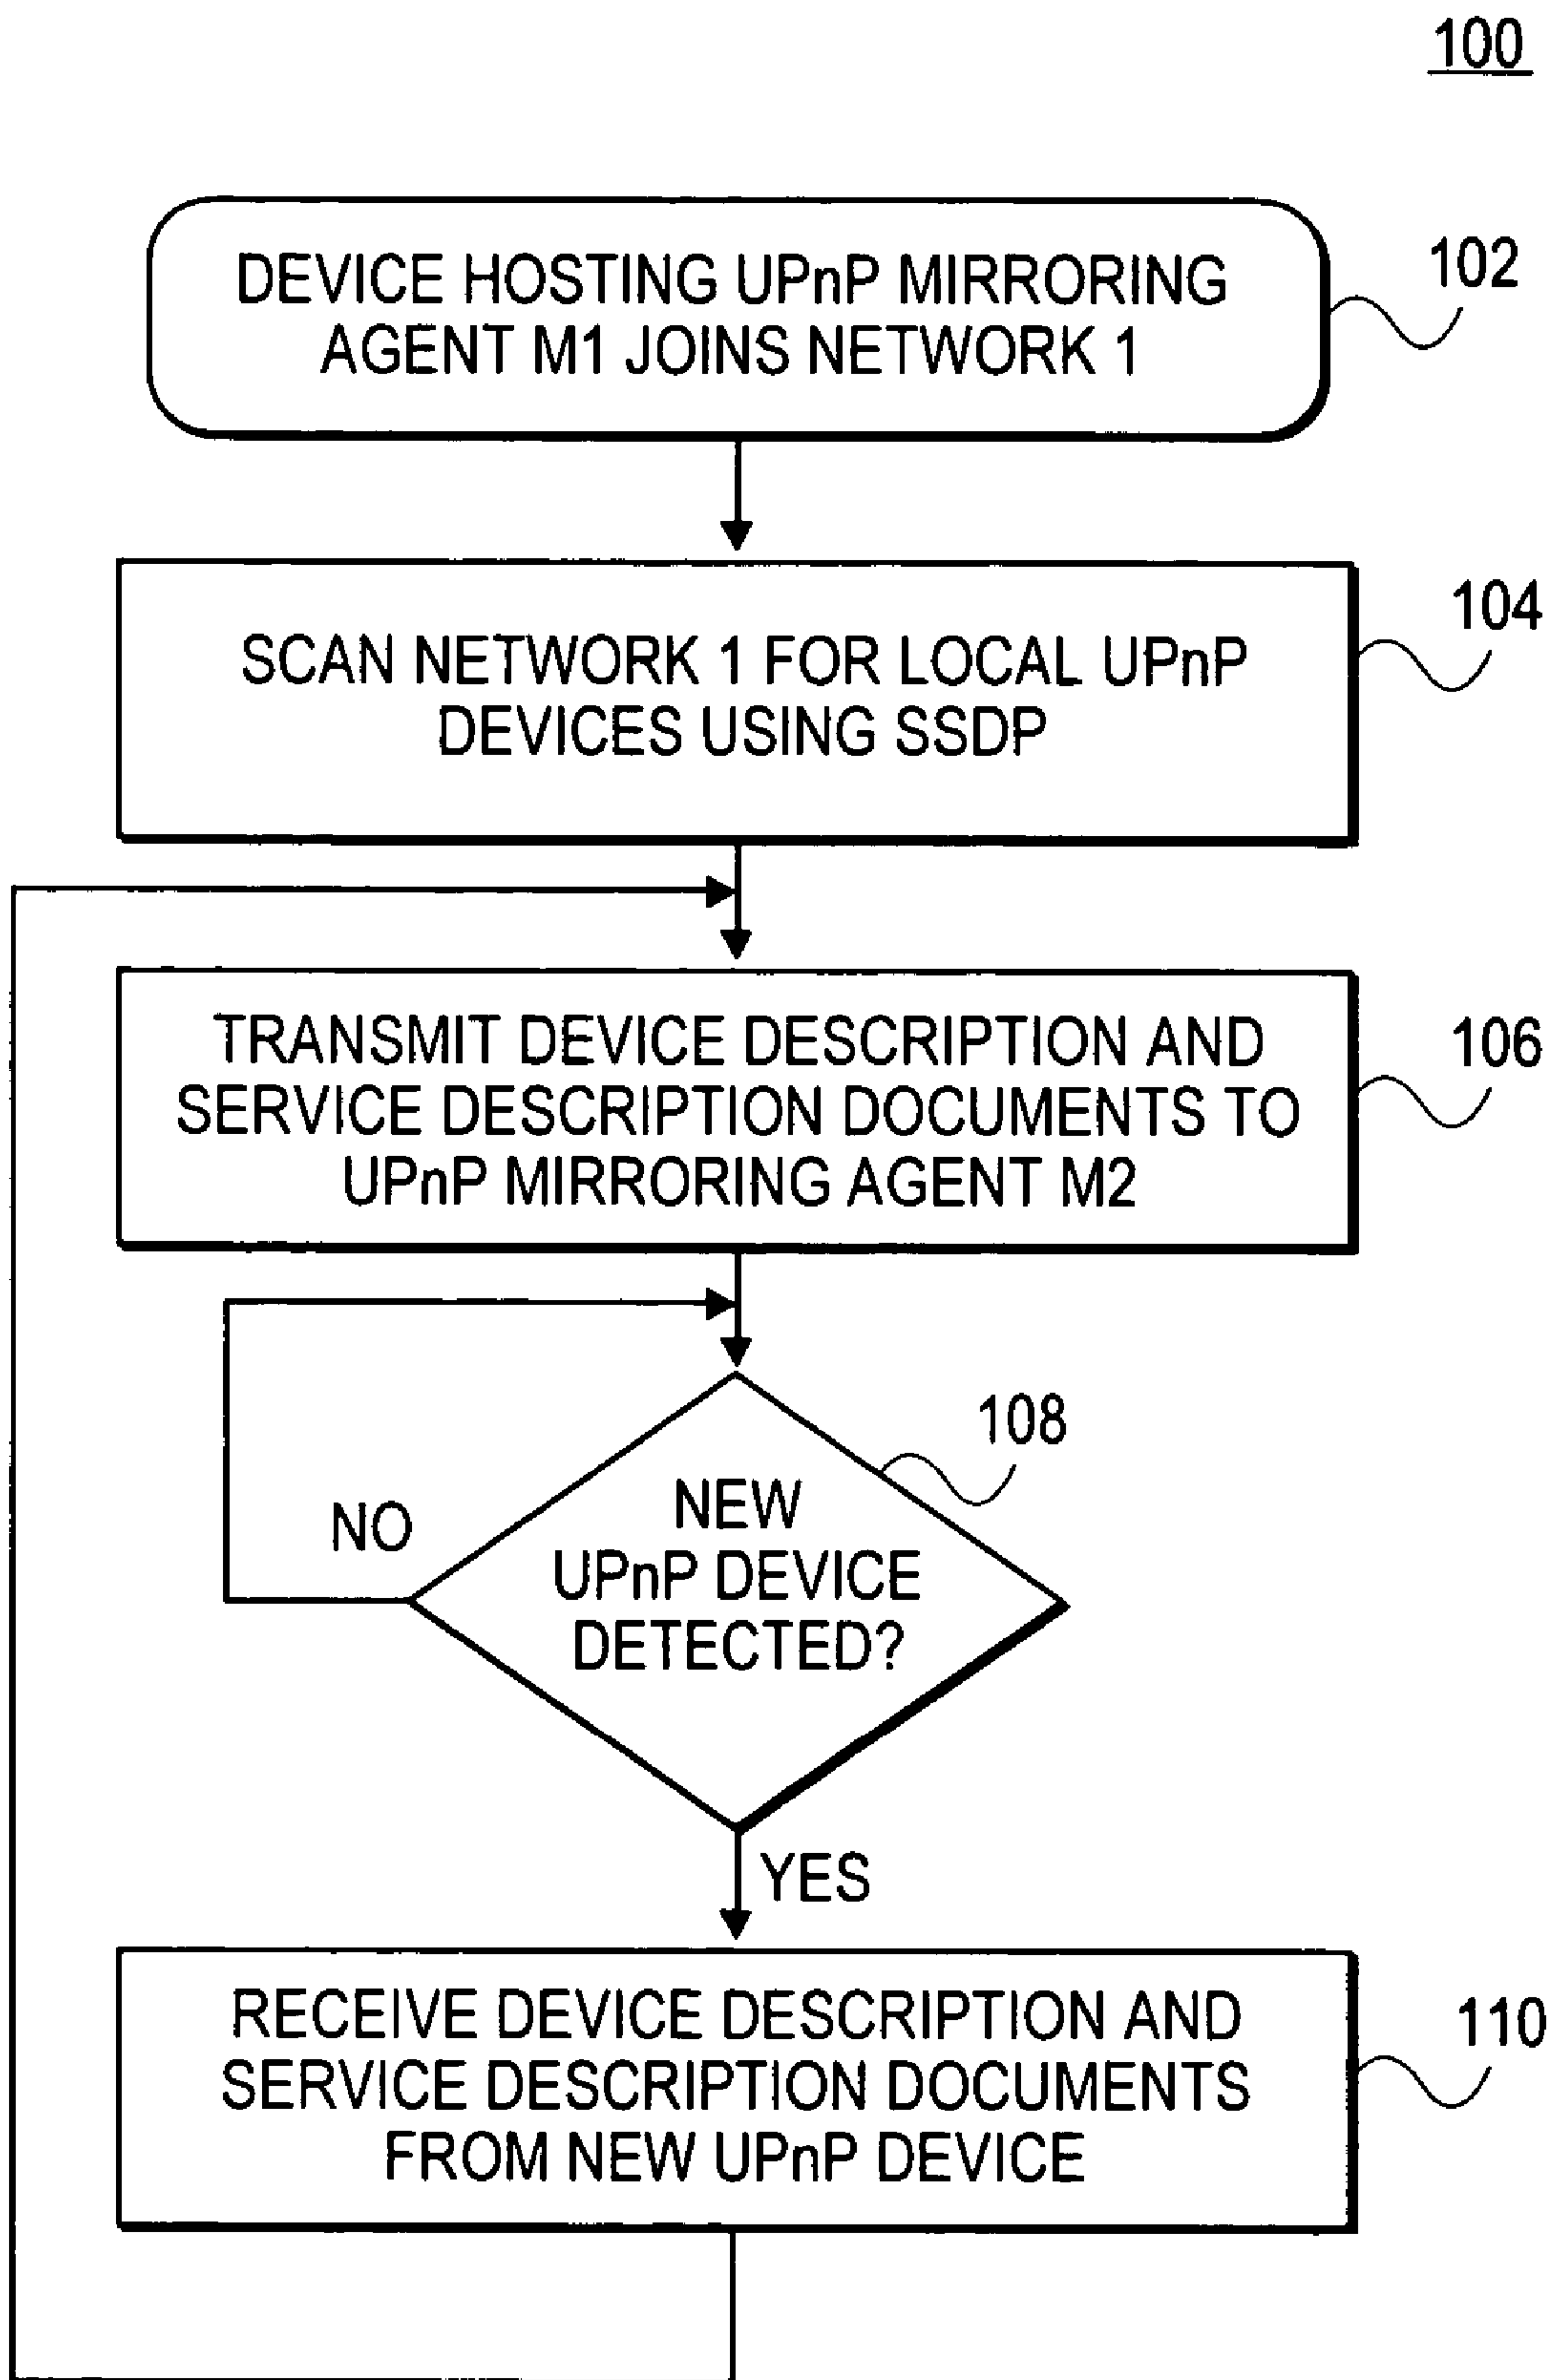 100
DEVICE HOSTING UPnP MIRRORING
AGENT M1 JOINS NETWORK 1
102
SCAN NETWORK 1 FOR LOCAL UPnP
DEVICES USING SSDP
104
TRANSMIT DEVICE DESCRIPTION AND
SERVICE DESCRIPTION DOCUMENTS TO
UPnP MIRRORING AGENT M2
106
NEW
UPnP DEVICE
DETECTED?
108
NO
YES
RECEIVE DEVICE DESCRIPTION AND
SERVICE DESCRIPTION DOCUMENTS
FROM NEW UPnP DEVICE
110